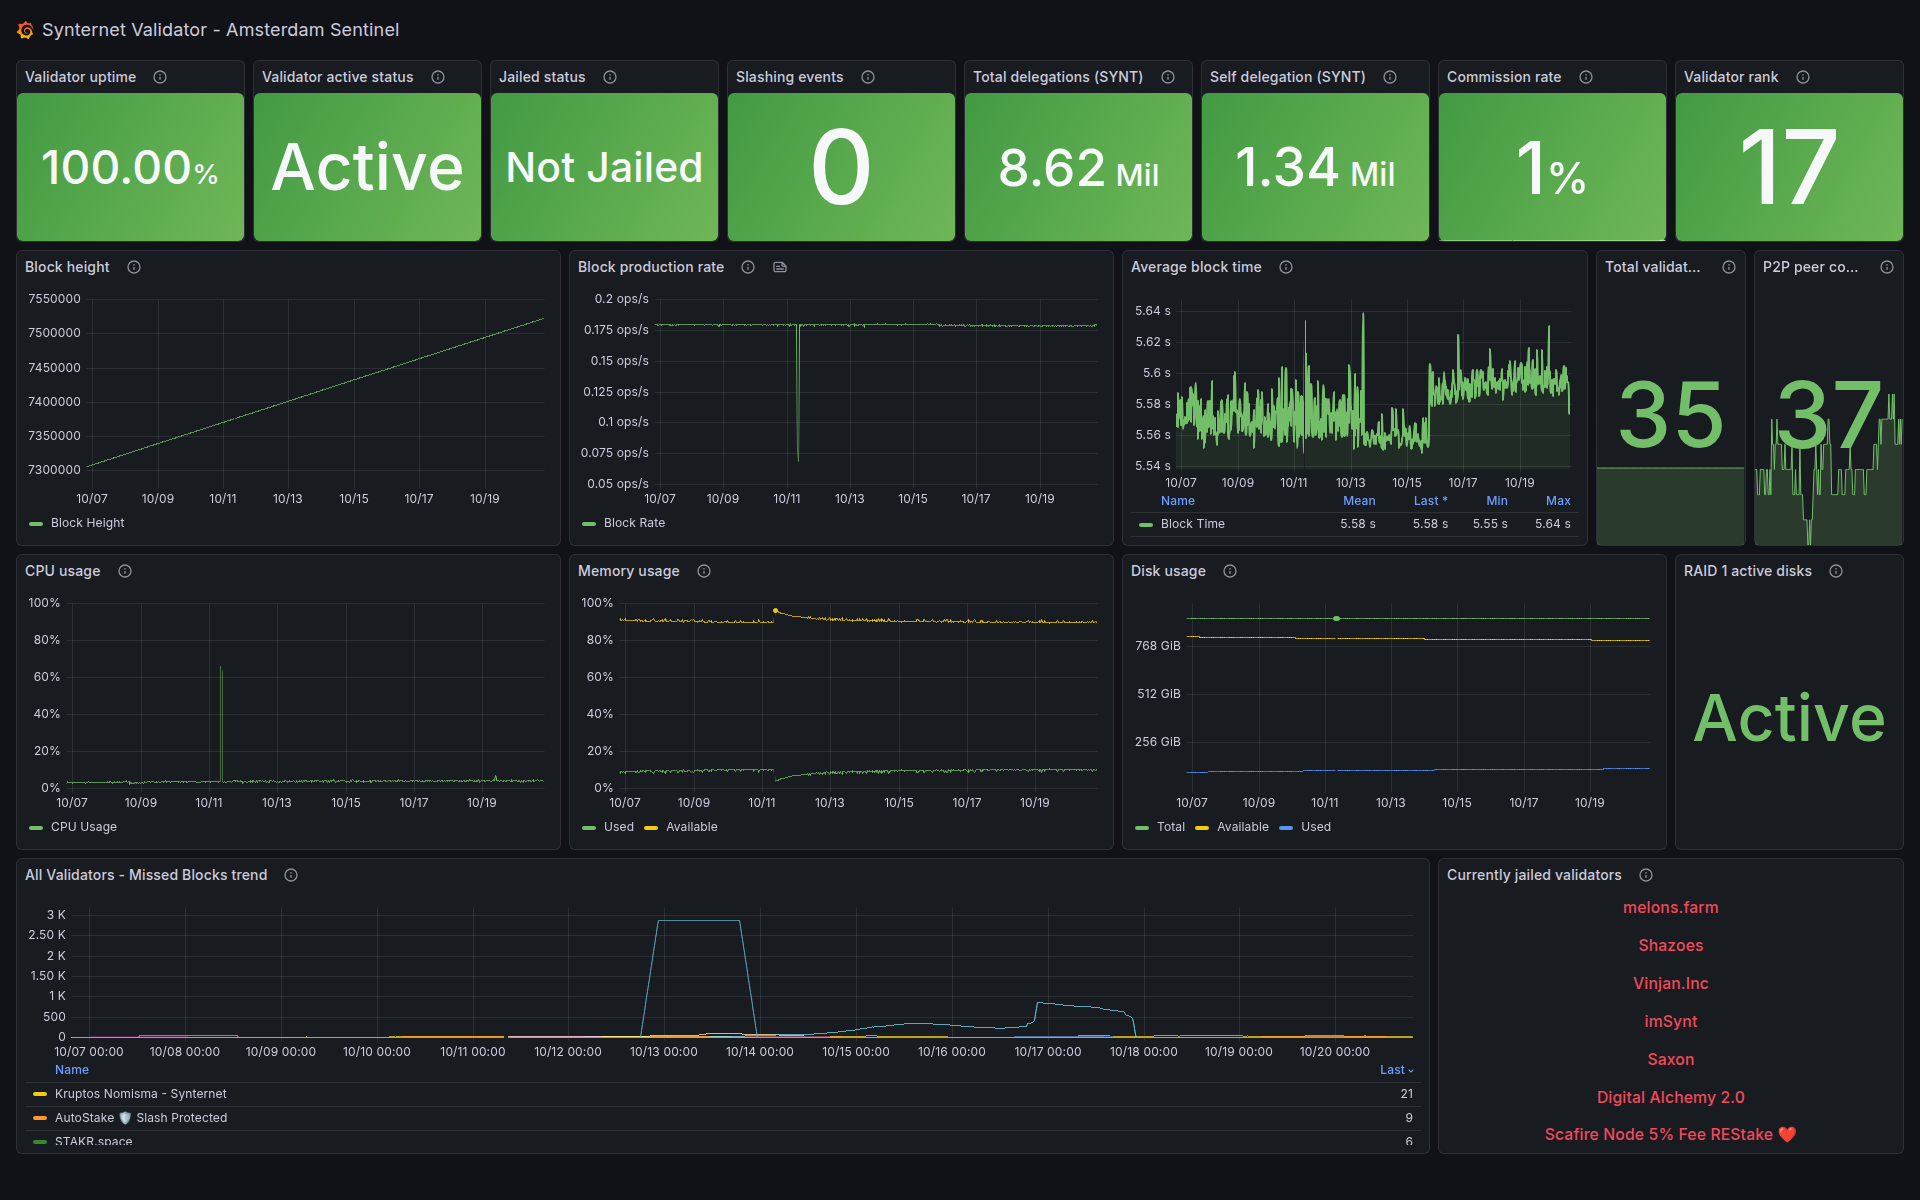 Synternet Validator - Amsterdam Sentinel
Validator uptime
100.00%
Validator active status
Active
Jailed status
Not Jailed
Slashing events
0
Total delegations (SYNT)
8.62 Mil
Self delegation (SYNT)
1.34 Mil
Commission rate
1%
Validator rank
17
Block height
7550000
7500000
7450000
7400000
7350000
7300000
10/07 10/09 10/11 10/13 10/15 10/17 10/19
Block Height
Block production rate
0.2 ops/s
0.175 ops/s
0.15 ops/s
0.125 ops/s
0.1 ops/s
0.075 ops/s
0.05 ops/s
10/07 10/09 10/11 10/13 10/15 10/17 10/19
Block Rate
Average block time
5.64 s
5.62 s
5.6 s
5.58 s
5.56 s
5.54 s
10/07 10/09 10/11 10/13 10/15 10/17 10/19
Name Mean Last * Min Max
Block Time 5.58 s 5.58 s 5.55 s 5.64 s
Total validat...
35
P2P peer co...
37
CPU usage
100%
80%
60%
40%
20%
0%
10/07 10/09 10/11 10/13 10/15 10/17 10/19
CPU Usage
Memory usage
100%
80%
60%
40%
20%
0%
10/07 10/09 10/11 10/13 10/15 10/17 10/19
Used Available
Disk usage
768 GiB
512 GiB
256 GiB
10/07 10/09 10/11 10/13 10/15 10/17 10/19
Total Available Used
RAID 1 active disks
Active
All Validators - Missed Blocks trend
3 K
2.50 K
2 K
1.50 K
1 K
500
0
10/07 00:00 10/08 00:00 10/09 00:00 10/10 00:00 10/11 00:00 10/12 00:00 10/13 00:00 10/14 00:00 10/15 00:00 10/16 00:00 10/17 00:00 10/18 00:00 10/19 00:00 10/20 00:00
Name Last
Kruptos Nomisma - Synternet 21
AutoStake 🛡️ Slash Protected 9
STAKR.space 6
Currently jailed validators
melons.farm
Shazoes
Vinjan.Inc
imSynt
Saxon
Digital Alchemy 2.0
Scafire Node 5% Fee REStake ❤️